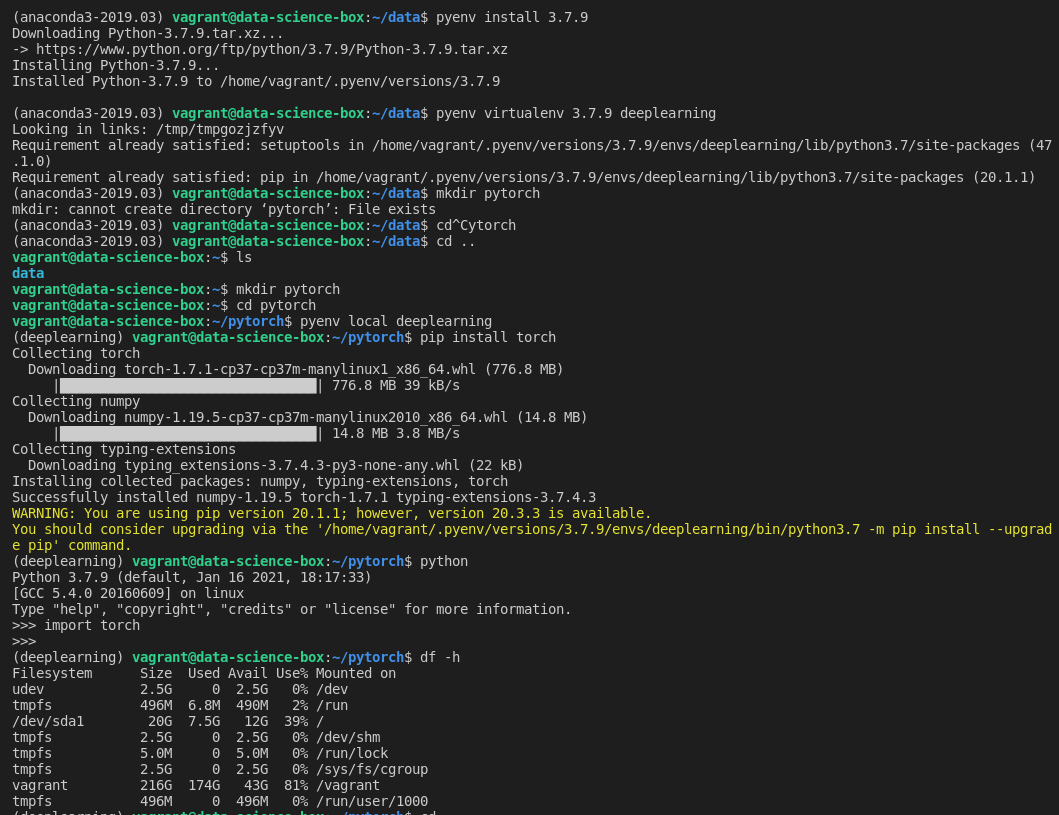 (anaconda3-2019.03) vagrant@data-science-box:~/data$ pyenv install 3.7.9
Downloading Python-3.7.9.tar.xz...
-> https://www.python.org/ftp/python/3.7.9/Python-3.7.9.tar.xz
Installing Python-3.7.9...
Installed Python-3.7.9 to /home/vagrant/.pyenv/versions/3.7.9

(anaconda3-2019.03) vagrant@data-science-box:~/data$ pyenv virtualenv 3.7.9 deeplearning
Looking in links: /tmp/tmpgozjzfyv
Requirement already satisfied: setuptools in /home/vagrant/.pyenv/versions/3.7.9/envs/deeplearning/lib/python3.7/site-packages (47
.1.0)
Requirement already satisfied: pip in /home/vagrant/.pyenv/versions/3.7.9/envs/deeplearning/lib/python3.7/site-packages (20.1.1)
(anaconda3-2019.03) vagrant@data-science-box:~/data$ mkdir pytorch
mkdir: cannot create directory ‘pytorch’: File exists
(anaconda3-2019.03) vagrant@data-science-box:~/data$ cd^Cytorch
(anaconda3-2019.03) vagrant@data-science-box:~/data$ cd ..
vagrant@data-science-box:~$ ls
data
vagrant@data-science-box:~$ mkdir pytorch
vagrant@data-science-box:~$ cd pytorch
vagrant@data-science-box:~/pytorch$ pyenv local deeplearning
(deeplearning) vagrant@data-science-box:~/pytorch$ pip install torch
Collecting torch
  Downloading torch-1.7.1-cp37-cp37m-manylinux1_x86_64.whl (776.8 MB)
     |████████████████████████████████| 776.8 MB 39 kB/s
Collecting numpy
  Downloading numpy-1.19.5-cp37-cp37m-manylinux2010_x86_64.whl (14.8 MB)
     |████████████████████████████████| 14.8 MB 3.8 MB/s
Collecting typing-extensions
  Downloading typing_extensions-3.7.4.3-py3-none-any.whl (22 kB)
Installing collected packages: numpy, typing-extensions, torch
Successfully installed numpy-1.19.5 torch-1.7.1 typing-extensions-3.7.4.3
WARNING: You are using pip version 20.1.1; however, version 20.3.3 is available.
You should consider upgrading via the '/home/vagrant/.pyenv/versions/3.7.9/envs/deeplearning/bin/python3.7 -m pip install --upgrad
e pip' command.
(deeplearning) vagrant@data-science-box:~/pytorch$ python
Python 3.7.9 (default, Jan 16 2021, 18:17:33)
[GCC 5.4.0 20160609] on linux
Type "help", "copyright", "credits" or "license" for more information.
>>> import torch
>>>
(deeplearning) vagrant@data-science-box:~/pytorch$ df -h
Filesystem      Size  Used Avail Use% Mounted on
udev            2.5G     0  2.5G   0% /dev
tmpfs           496M  6.8M  490M   2% /run
/dev/sda1        20G  7.5G   12G  39% /
tmpfs           2.5G     0  2.5G   0% /dev/shm
tmpfs           5.0M     0  5.0M   0% /run/lock
tmpfs           2.5G     0  2.5G   0% /sys/fs/cgroup
vagrant         216G  174G   43G  81% /vagrant
tmpfs           496M     0  496M   0% /run/user/1000
(deeplearning) vagrant@data-science-box:~/pytorch$ cd